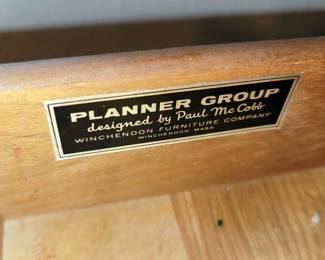 PLANNER GROUP
designed by Paul McCobb
WINCHENDON FURNITURE COMPANY
WINCHENDON, MASS.